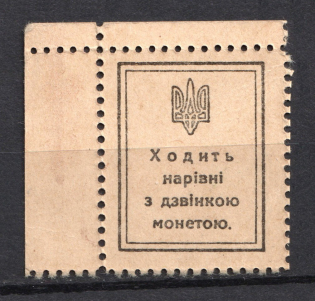 Ходить
нарівні
з дзвінкою
монетою.